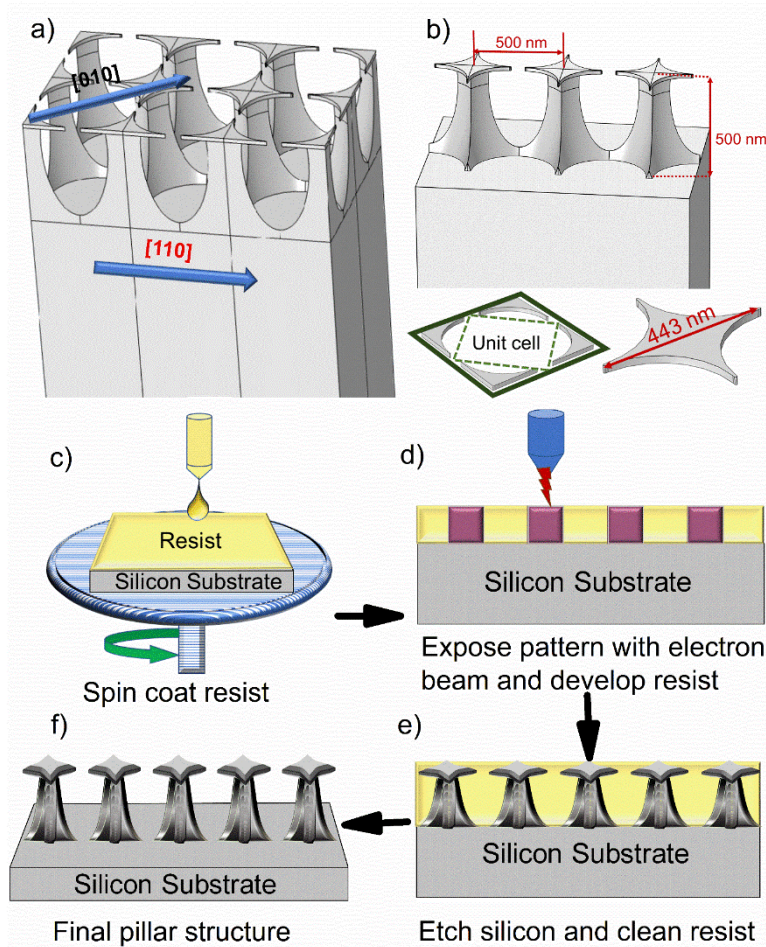 a)
[010]
[110]
b)
500 nm
500 nm
Unit cell
443 nm
c)
Resist
Silicon Substrate
Spin coat resist
d)
Silicon Substrate
Expose pattern with electron
beam and develop resist
f)
Silicon Substrate
Final pillar structure
e)
Silicon Substrate
Etch silicon and clean resist